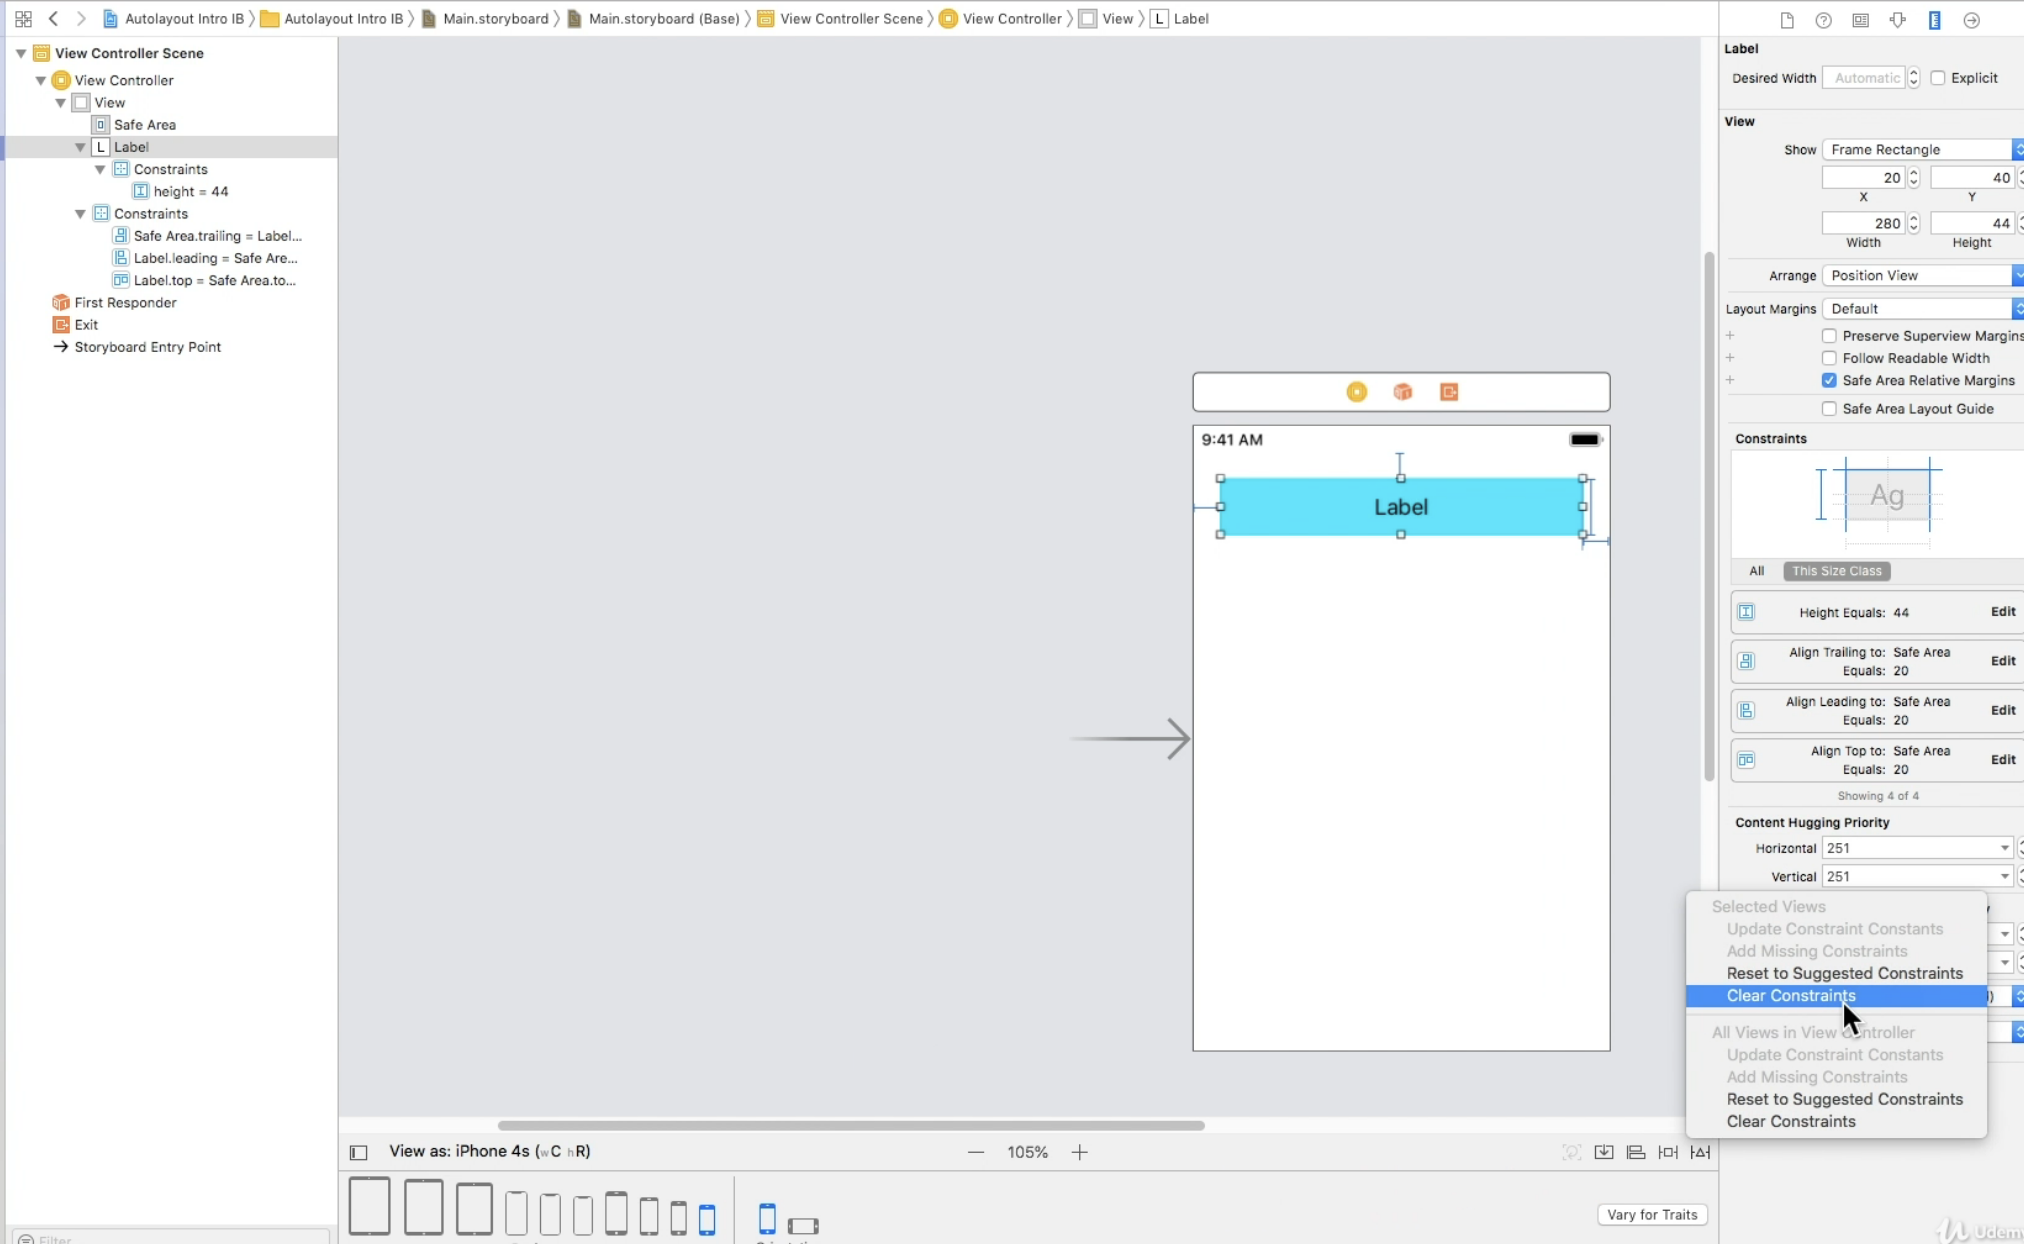 Autolayout Intro IB
Autolayout Intro IB
Main.storyboard
Main.storyboard (Base)
View Controller Scene
View Controller
View
L Label
View Controller Scene
View Controller
View
Safe Area
L Label
Constraints
height = 44
Constraints
Safe Area.trailing = Label...
Label.leading = Safe Are...
Label.top = Safe Area.to...
First Responder
Exit
Storyboard Entry Point
Filter
9:41 AM
Label
View as: iPhone 4s (wC hR)
105%
Vary for Traits
Label
Desired Width Automatic Explicit
View
Show Frame Rectangle
20 40
X Y
280 44
Width Height
Arrange Position View
Layout Margins Default
Preserve Superview Margins
Follow Readable Width
Safe Area Relative Margins
Safe Area Layout Guide
Constraints
Ag
All This Size Class
Height Equals: 44 Edit
Align Trailing to: Safe Area
Equals: 20
Edit
Align Leading to: Safe Area
Equals: 20
Edit
Align Top to: Safe Area
Equals: 20
Edit
Showing 4 of 4
Content Hugging Priority
Horizontal 251
Vertical 251
Selected Views
Update Constraint Constants
Add Missing Constraints
Reset to Suggested Constraints
Clear Constraints
All Views in View Controller
Update Constraint Constants
Add Missing Constraints
Reset to Suggested Constraints
Clear Constraints
Udemy